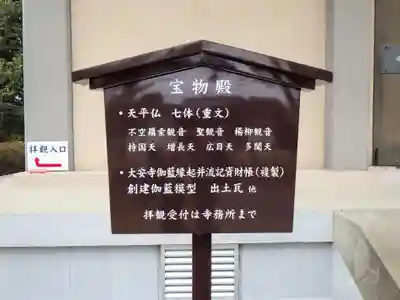 宝物殿
・天平仏 七体(重文)
不空羂索観音 聖観音 楊柳観音
持国天 増長天 広目天 多聞天
・大安寺伽藍縁起并流記資財帳(複製)
創建伽藍模型 出土瓦 他
拝観受付は寺務所まで
拝観入口